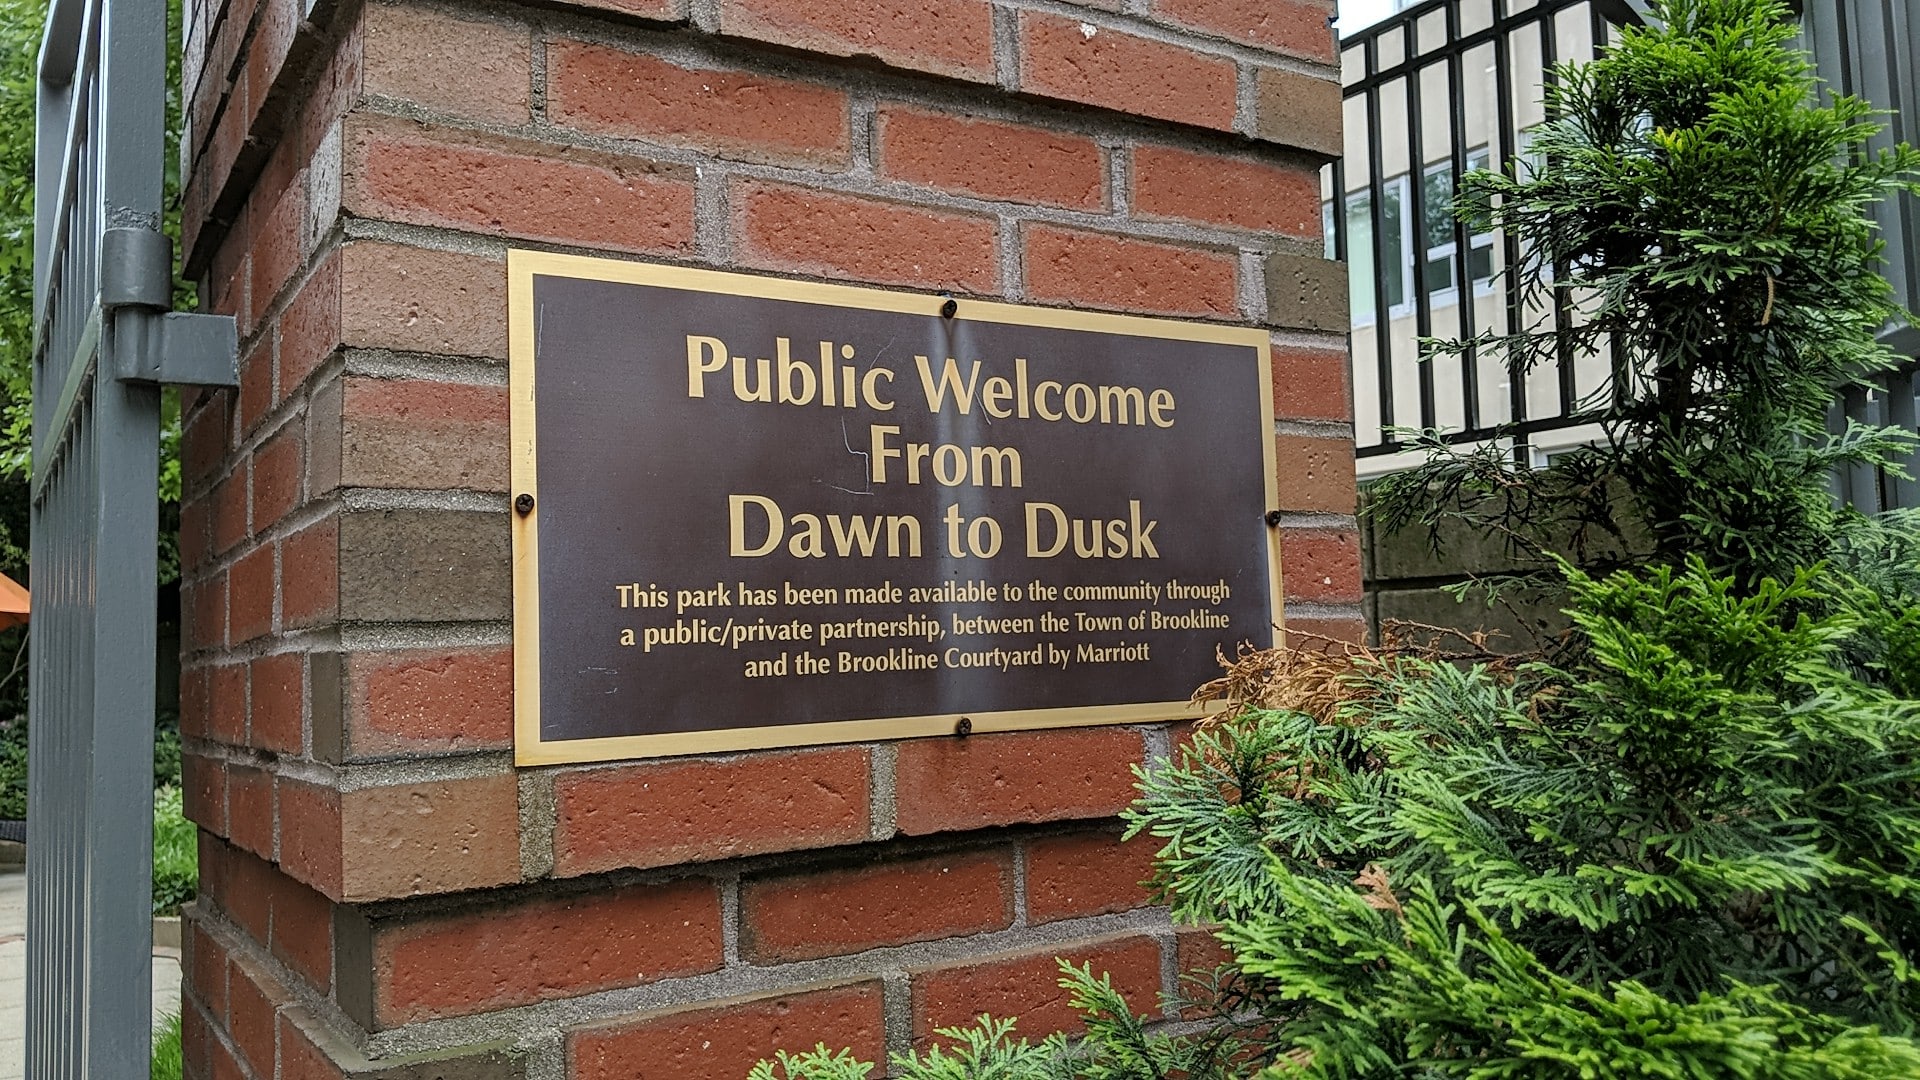 Public Welcome
From
Dawn to Dusk
This park has been made available to the community through
a public/private partnership, between the Town of Brookline
and the Brookline Courtyard by Marriott